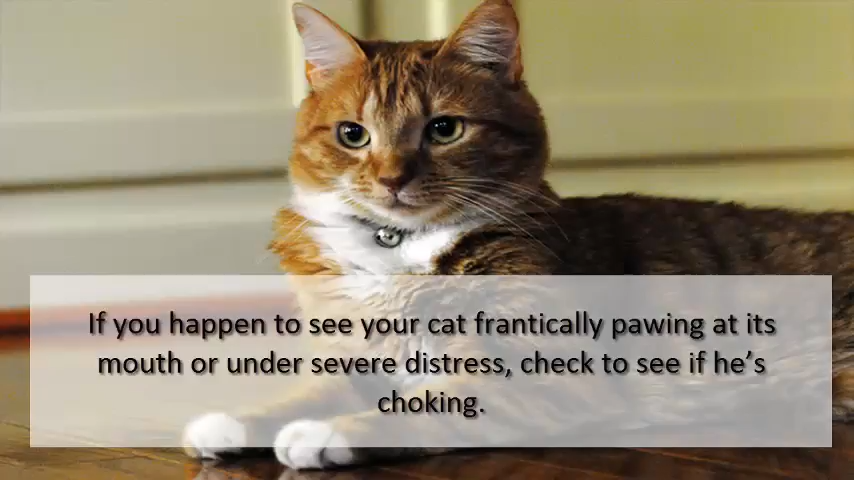 If you happen to see your cat frantically pawing at its
mouth or under severe distress, check to see if he’s
choking.